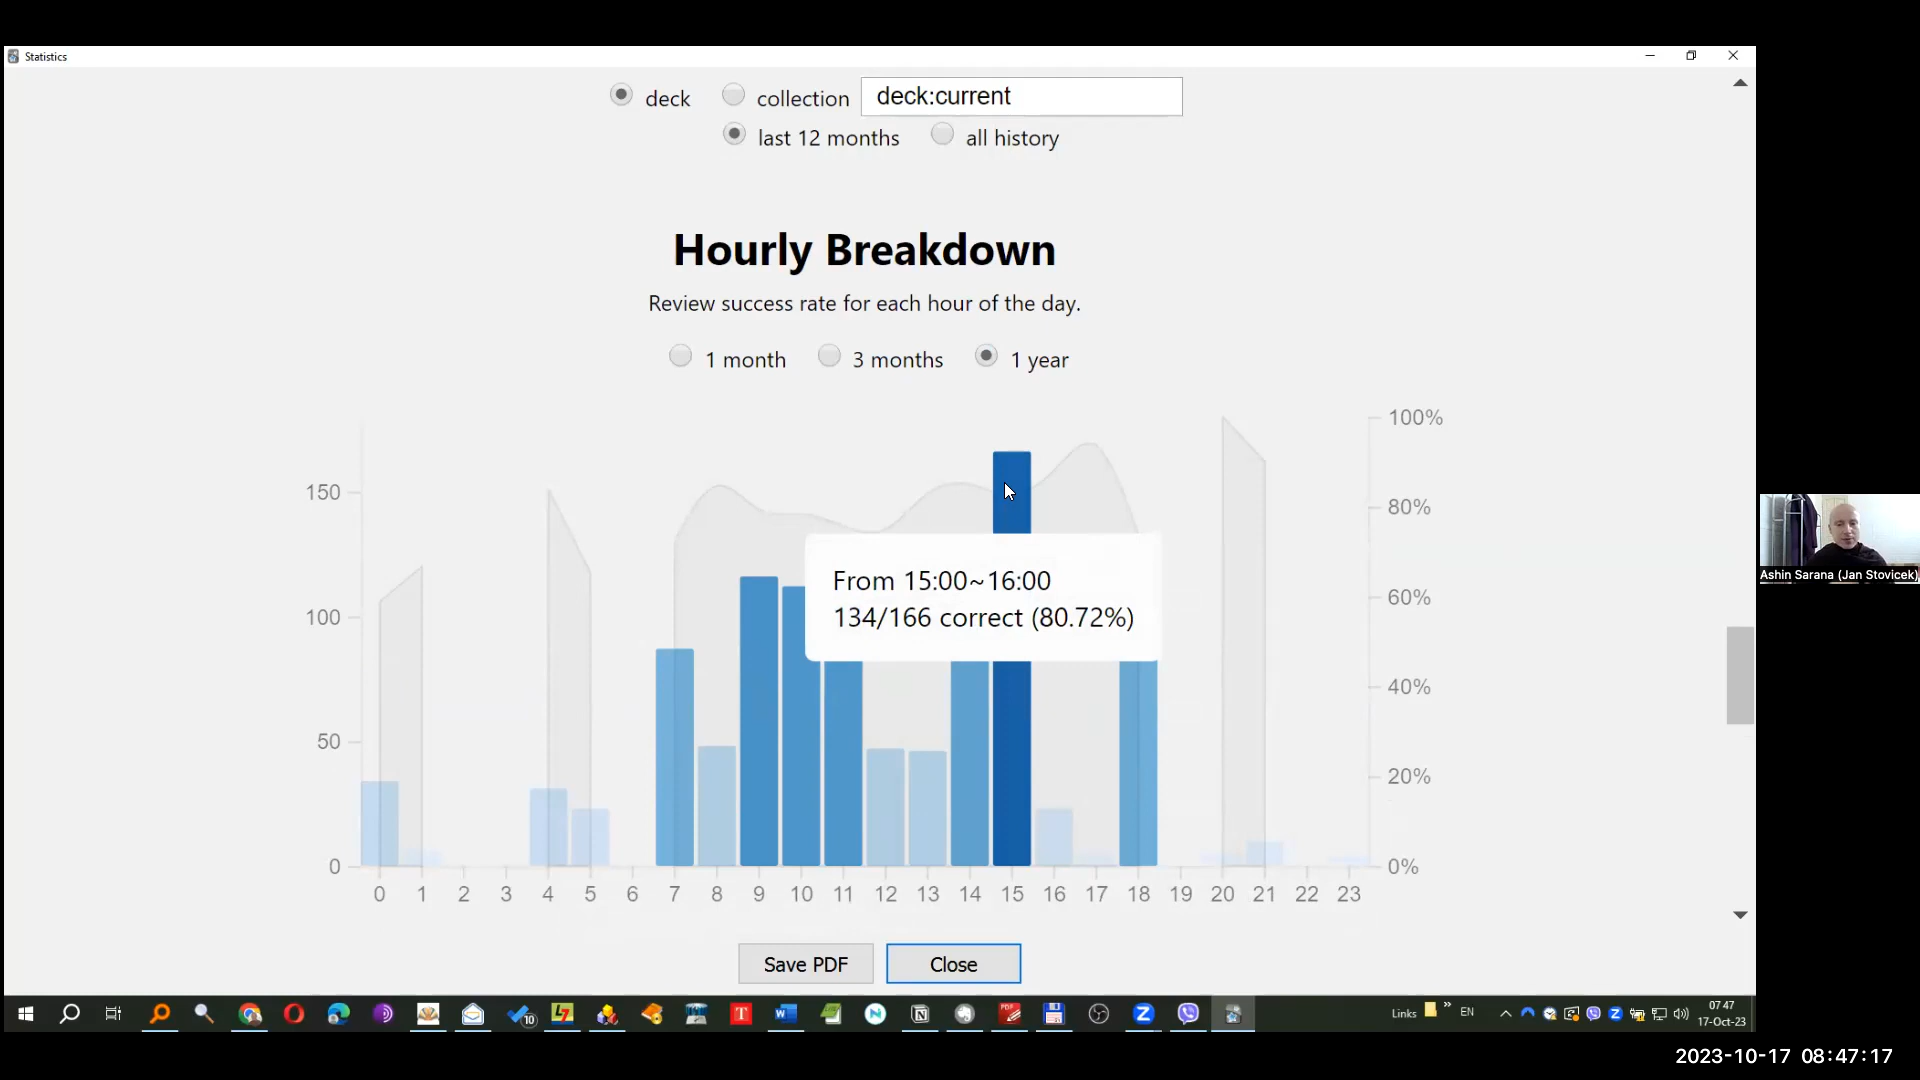 Statistics
deck collection deck:current
last 12 months all history
Hourly Breakdown
Review success rate for each hour of the day.
1 month 3 months 1 year
100%
150
80%
From 15:00~16:00
134/166 correct (80.72%)
Ashin Sarana (Jan Stovicek)
100
60%
40%
50
20%
0
0%
0 1 2 3 4 5 6 7 8 9 10 11 12 13 14 15 16 17 18 19 20 21 22 23
Save PDF Close
Links
EN
07 47
17-Oct-23
2023-10-17 08:47:17